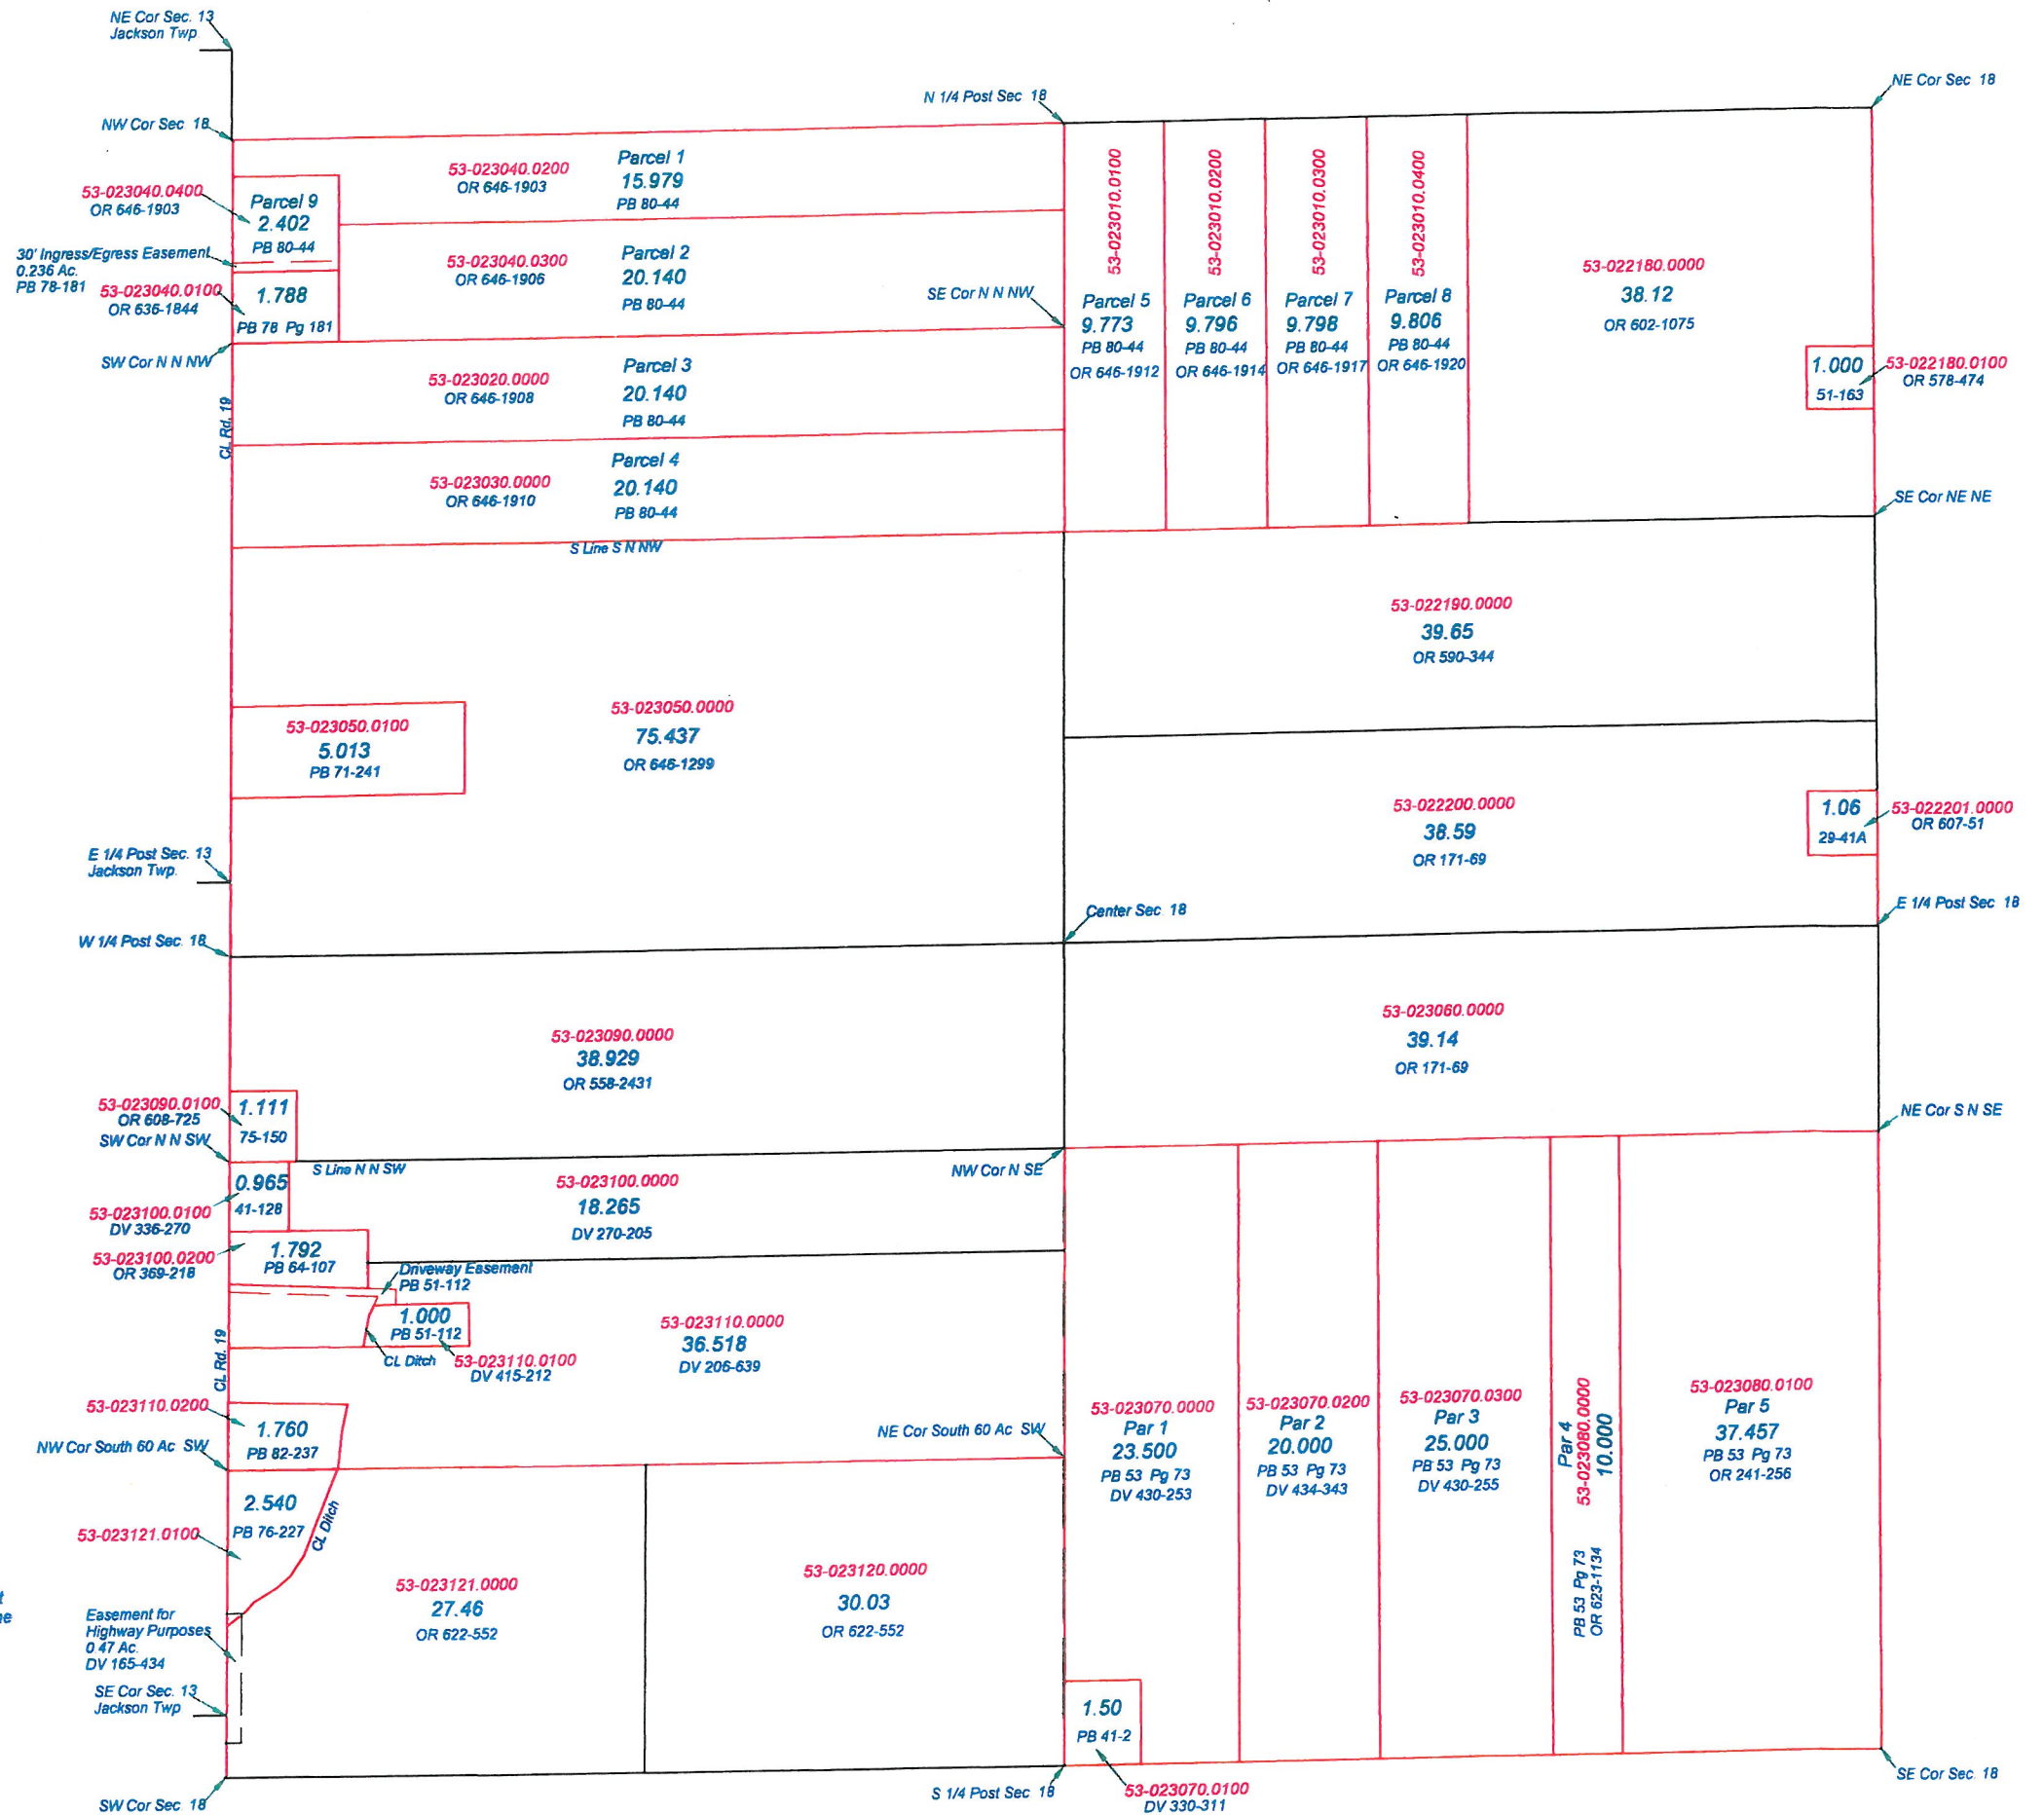 NE Cor Sec. 13
Jackson Twp
NW Cor Sec 18
N 1/4 Post Sec 18
NE Cor Sec 18
53-023040.0400
OR 646-1903
Parcel 9
2.402
PB 80-44
30' Ingress/Egress Easement
0.236 Ac.
PB 78-181
53-023040.0100
OR 636-1844
1.788
PB 78 Pg 181
SW Cor N N NW
53-023040.0200
OR 646-1903
Parcel 1
15.979
PB 80-44
53-023040.0300
OR 646-1906
Parcel 2
20.140
PB 80-44
SE Cor N N NW
53-023020.0000
OR 646-1908
Parcel 3
20.140
PB 80-44
CL Rd. 19
53-023030.0000
OR 646-1910
Parcel 4
20.140
PB 80-44
S Line S N NW
53-023010.0100
Parcel 5
9.773
PB 80-44
OR 646-1912
53-023010.0200
Parcel 6
9.796
PB 80-44
OR 646-1914
53-023010.0300
Parcel 7
9.798
PB 80-44
OR 646-1917
53-023010.0400
Parcel 8
9.806
PB 80-44
OR 646-1920
53-022180.0000
38.12
OR 602-1075
1.000
51-163
53-022180.0100
OR 578-474
SE Cor NE NE
53-022190.0000
39.65
OR 590-344
53-023050.0100
5.013
PB 71-241
53-023050.0000
75.437
OR 646-1299
53-022200.0000
38.59
OR 171-69
1.06
29-41A
53-022201.0000
OR 607-51
E 1/4 Post Sec. 13
Jackson Twp.
W 1/4 Post Sec. 18
Center Sec 18
E 1/4 Post Sec 18
53-023090.0000
38.929
OR 558-2431
53-023060.0000
39.14
OR 171-69
53-023090.0100
OR 608-725
1.111
75-150
SW Cor N N SW
S Line N N SW
NW Cor N SE
NE Cor S N SE
0.965
41-128
53-023100.0100
DV 336-270
53-023100.0000
18.265
DV 270-205
53-023100.0200
OR 369-218
1.792
PB 64-107
Driveway Easement
PB 51-112
1.000
PB 51-112
CL Ditch
53-023110.0100
DV 415-212
53-023110.0000
36.518
DV 206-639
CL Rd. 19
53-023110.0200
1.760
PB 82-237
NW Cor South 60 Ac SW
NE Cor South 60 Ac SW
53-023070.0000
Par 1
23.500
PB 53 Pg 73
DV 430-253
53-023070.0200
Par 2
20.000
PB 53 Pg 73
DV 434-343
53-023070.0300
Par 3
25.000
PB 53 Pg 73
DV 430-255
Par 4
53-023080.0000
10.000
PB 53 Pg 73
OR 623-1134
53-023080.0100
Par 5
37.457
PB 53 Pg 73
OR 241-256
2.540
PB 76-227
CL Ditch
53-023121.0100
53-023121.0000
27.46
OR 622-552
53-023120.0000
30.03
OR 622-552
Easement for
Highway Purposes
0 47 Ac.
DV 165-434
SE Cor Sec. 13
Jackson Twp
1.50
PB 41-2
SW Cor Sec 18
S 1/4 Post Sec 18
53-023070.0100
DV 330-311
SE Cor Sec. 18